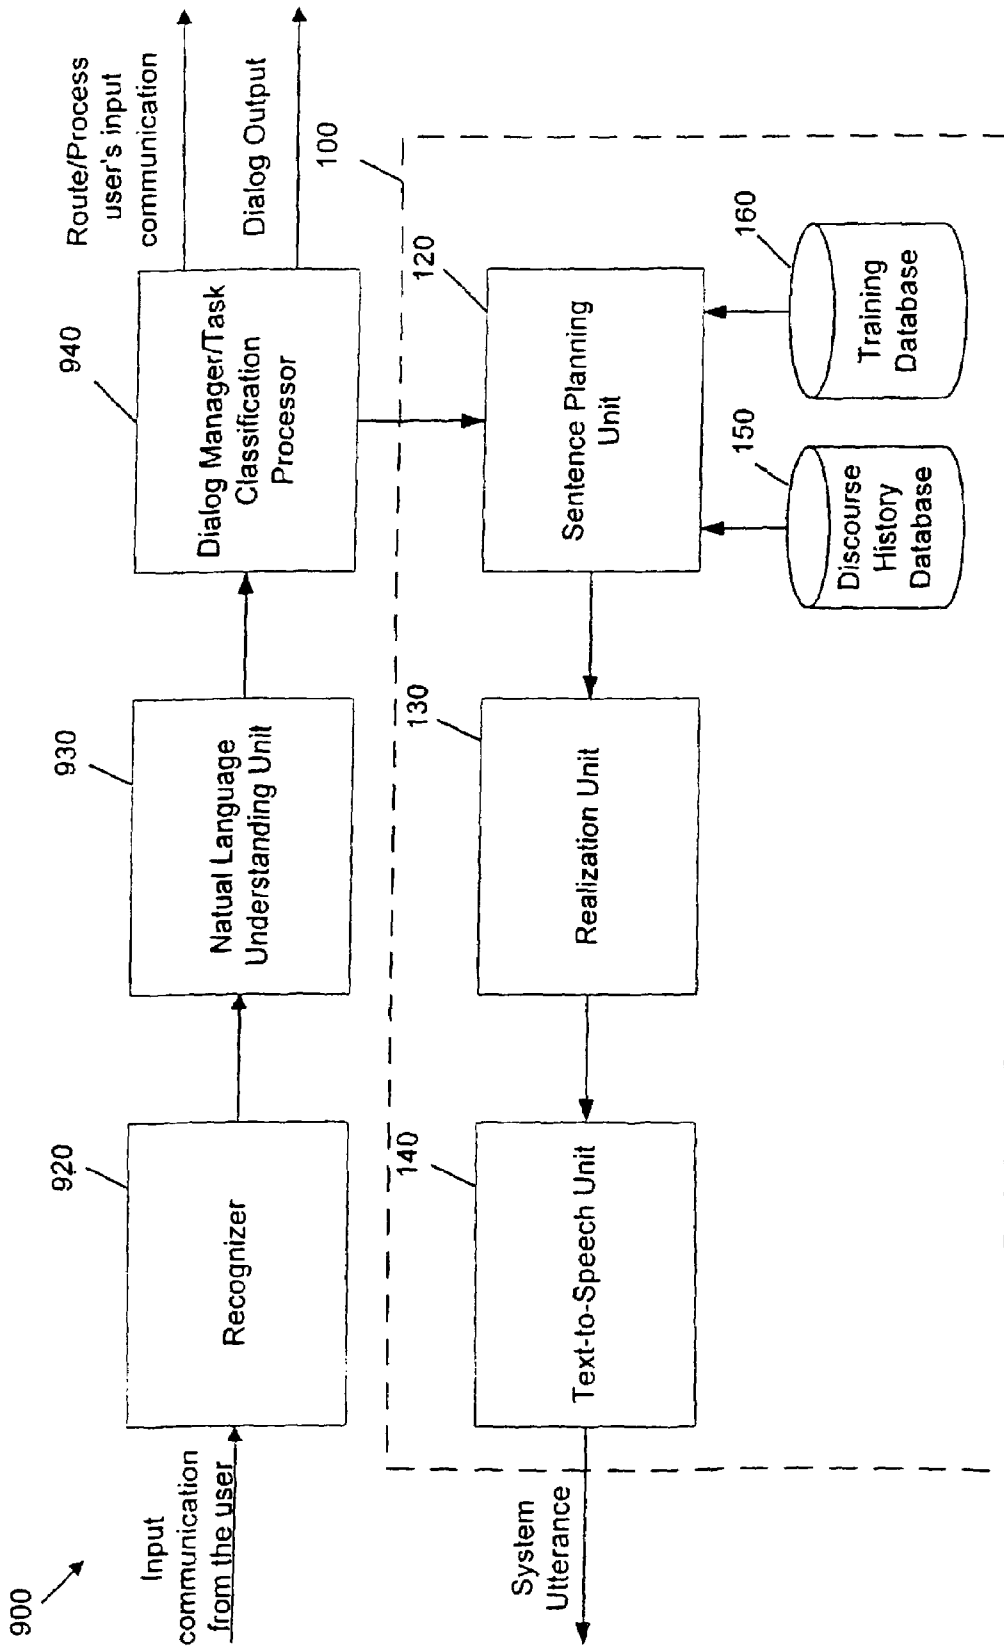 900
Input
communication
from the user
920
Recognizer
930
Natual Language
Understanding Unit
940
Dialog Manager/Task
Classification
Processor
Route/Process
user's input
communication
Dialog Output
100
System
Utterance
140
Text-to-Speech Unit
130
Realization Unit
120
Sentence Planning
Unit
150
Discourse
History
Database
160
Training
Database